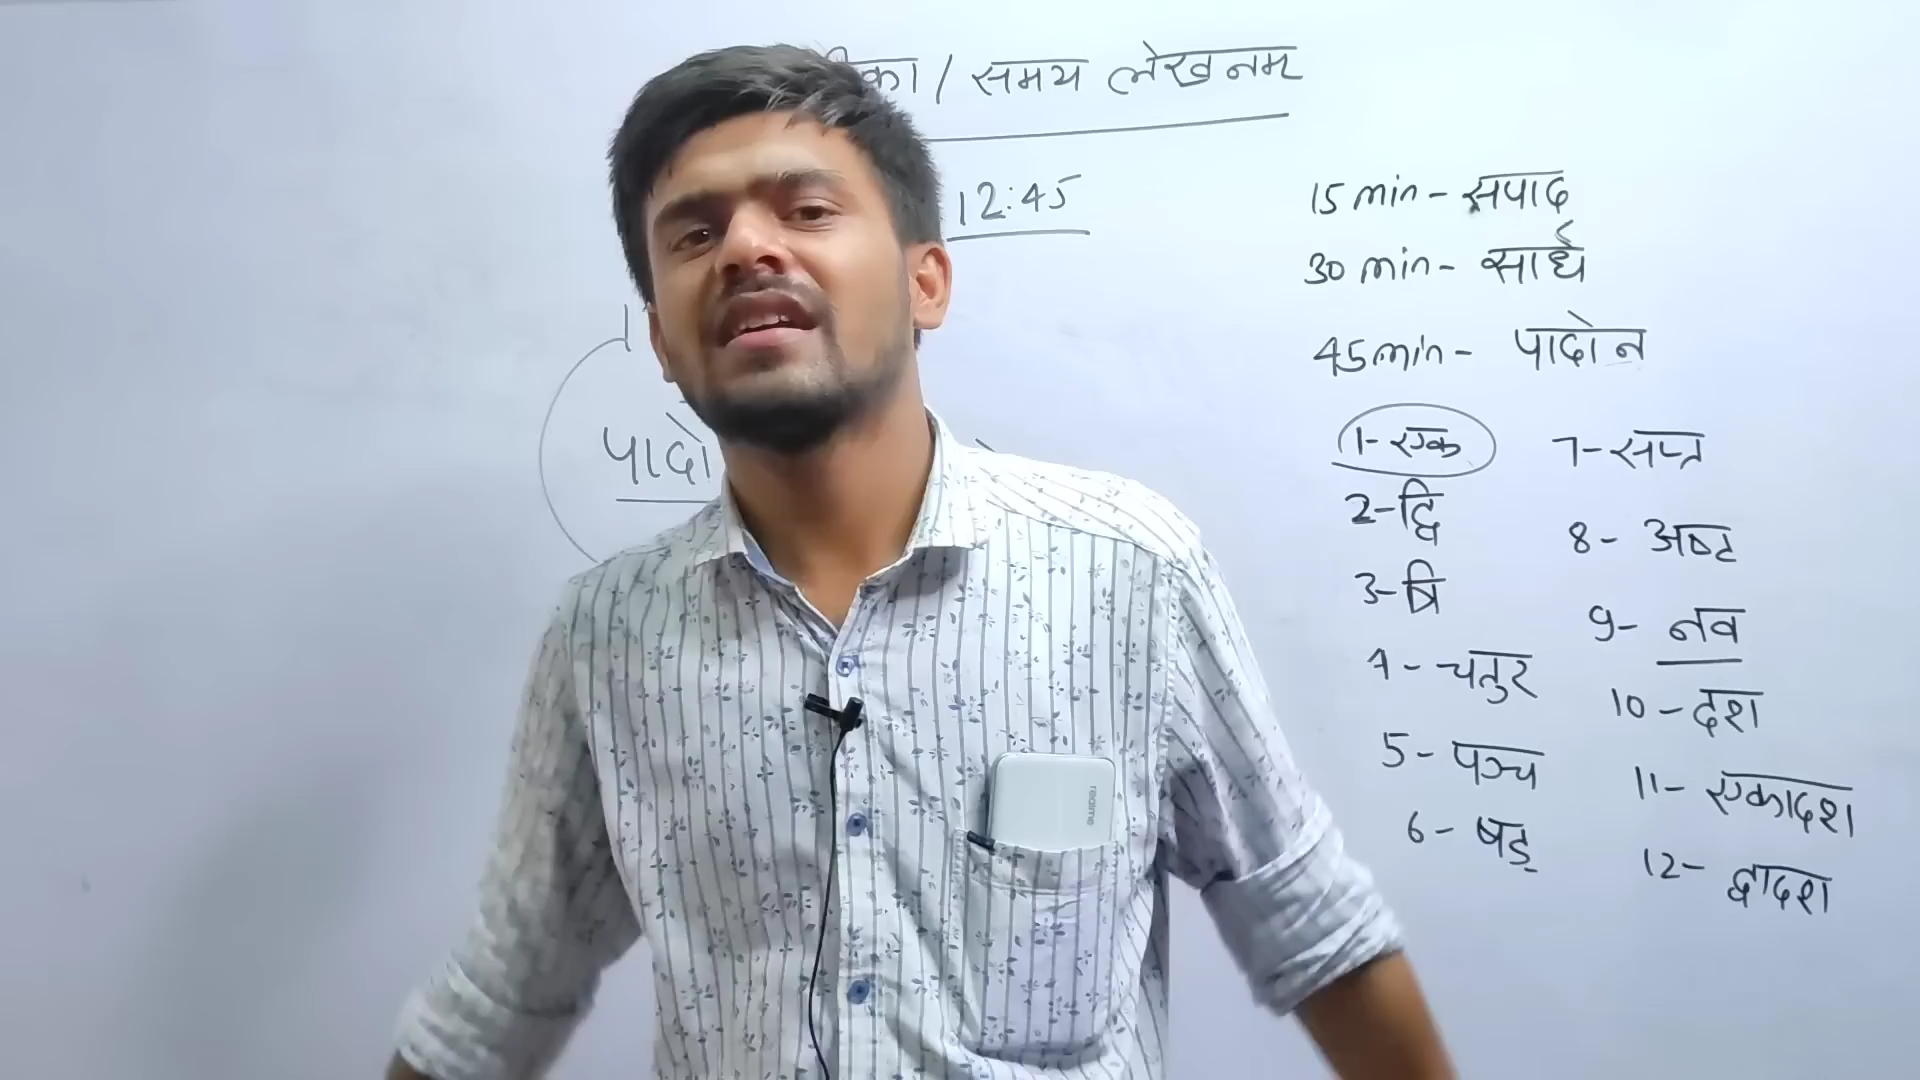 का / समय लेखनम्
12:45
15 min - सपाद
30 min - सार्ध
45 min - पादोन
पादो
1 - एक
2 - द्वि
3 - त्रि
4 - चतुर
5 - पञ्च
6 - षड्
7 - सप्त
8 - अष्ट
9 - नव
10 - दश
11 - एकादश
12 - द्वादश
realme